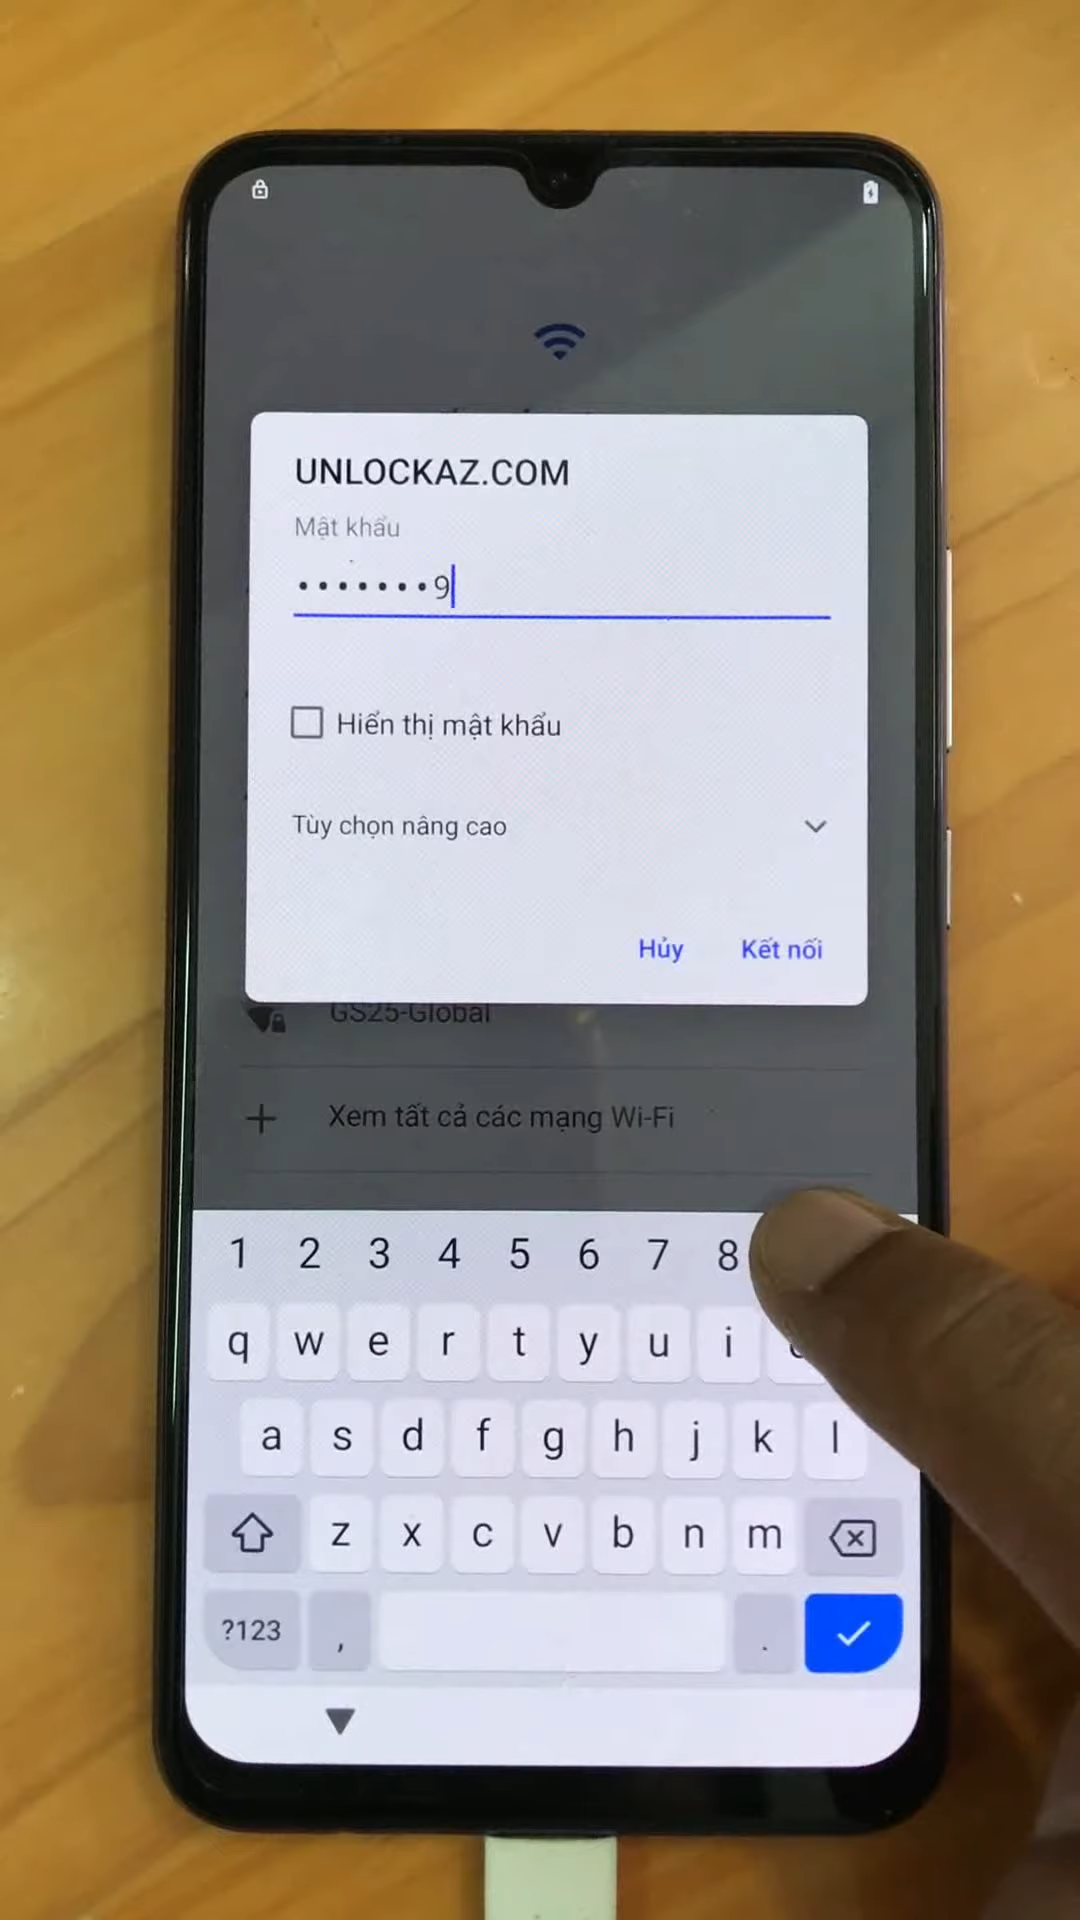 UNLOCKAZ.COM
Mật khẩu
•••••••9
Hiển thị mật khẩu
Tùy chọn nâng cao
Hủy Kết nối
GS25-Global
Xem tất cả các mạng Wi-Fi
1 2 3 4 5 6 7 8
q w e r t y u i
a s d f g h j k l
z x c v b n m
?123 , .